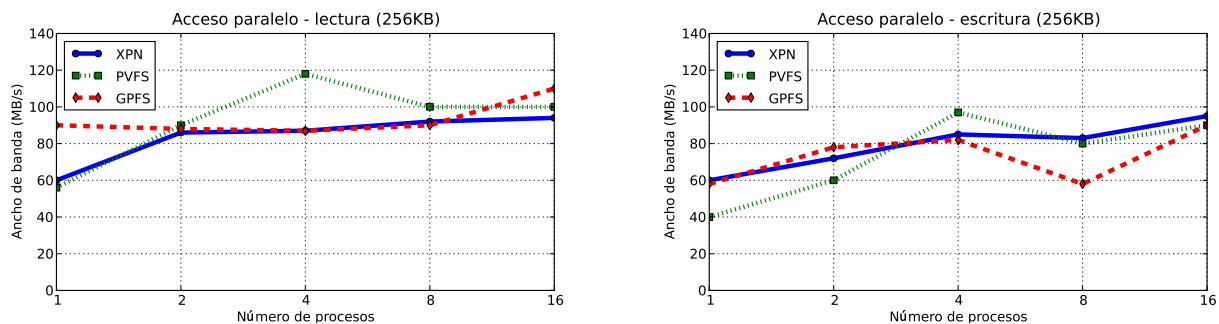 Acceso paralelo - lectura (256KB)
140
120
100
80
60
40
20
0
Ancho de banda (MB/s)
XPN
PVFS
GPFS
1 2 4 8 16
Número de procesos
Acceso paralelo - escritura (256KB)
140
120
100
80
60
40
20
0
Ancho de banda (MB/s)
XPN
PVFS
GPFS
1 2 4 8 16
Número de procesos